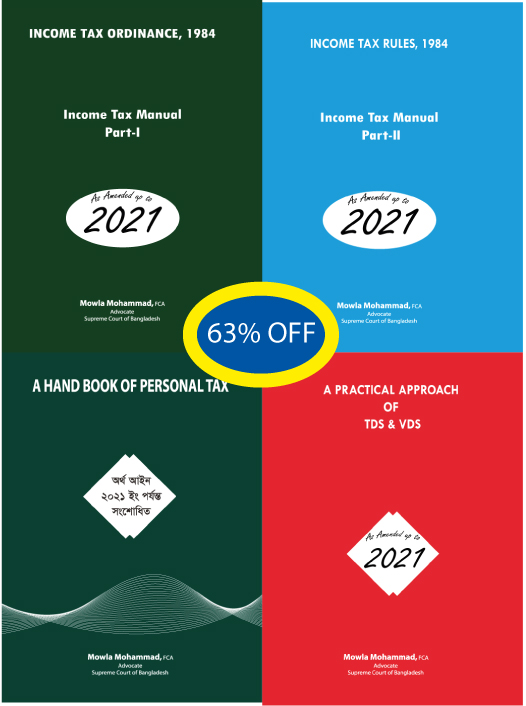 INCOME TAX ORDINANCE, 1984
Income Tax Manual
Part-I
As Amended up to
2021
Mowla Mohammad, FCA
Advocate
Supreme Court of Bangladesh
INCOME TAX RULES, 1984
Income Tax Manual
Part-II
As Amended up to
2021
Mowla Mohammad, FCA
Advocate
Supreme Court of Bangladesh
63% OFF
A HAND BOOK OF PERSONAL TAX
অর্থ আইন
২০২১ ইং পর্যন্ত
সংশোধিত
Mowla Mohammad, FCA
Advocate
Supreme Court of Bangladesh
A PRACTICAL APPROACH
OF
TDS & VDS
As Amended up to
2021
Mowla Mohammad, FCA
Advocate
Supreme Court of Bangladesh